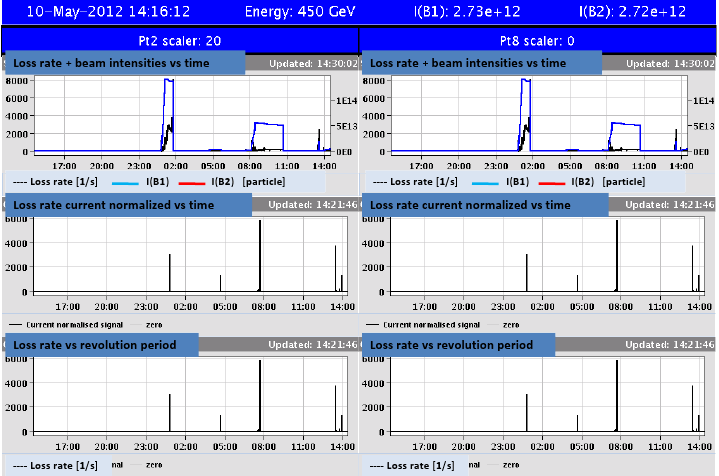 10-May-2012 14:16:12 Energy: 450 GeV I(B1): 2.73e+12 I(B2): 2.72e+12
Pt2 scaler: 20
Loss rate + beam intensities vs time Updated: 14:30:02
8000
6000
4000
2000
0
1E14
5E13
0E0
17:00 20:00 23:00 02:00 05:00 08:00 11:00 14:00
---- Loss rate [1/s] I(B1) I(B2) [particle]
Loss rate current normalized vs time Updated: 14:21:46
6000
4000
2000
0
17:00 20:00 23:00 02:00 05:00 08:00 11:00 14:00
Current normalised signal zero
Loss rate vs revolution period Updated: 14:21:46
6000
4000
2000
0
17:00 20:00 23:00 02:00 05:00 08:00 11:00 14:00
---- Loss rate [1/s] nal zero
Pt8 scaler: 0
Loss rate + beam intensities vs time Updated: 14:30:02
8000
6000
4000
2000
0
1E14
5E13
0E0
17:00 20:00 23:00 02:00 05:00 08:00 11:00 14:00
---- Loss rate [1/s] I(B1) I(B2) [particle]
Loss rate current normalized vs time Updated: 14:21:46
6000
4000
2000
0
17:00 20:00 23:00 02:00 05:00 08:00 11:00 14:00
Current normalised signal zero
Loss rate vs revolution period Updated: 14:21:46
6000
4000
2000
0
17:00 20:00 23:00 02:00 05:00 08:00 11:00 14:00
---- Loss rate [1/s] nal zero